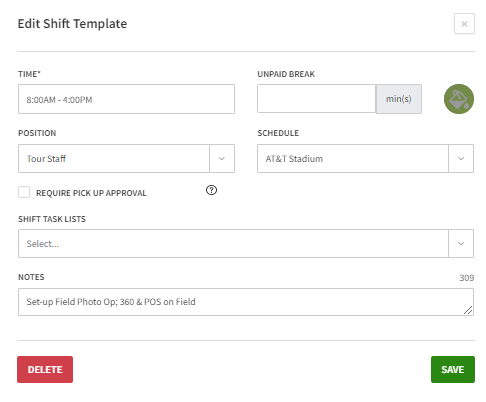 Edit Shift Template
×
TIME*
UNPAID BREAK
8:00AM - 4:00PM
min(s)
POSITION
SCHEDULE
Tour Staff
AT&T Stadium
REQUIRE PICK UP APPROVAL
?
SHIFT TASK LISTS
Select...
NOTES
309
Set-up Field Photo Op; 360 & POS on Field
DELETE
SAVE